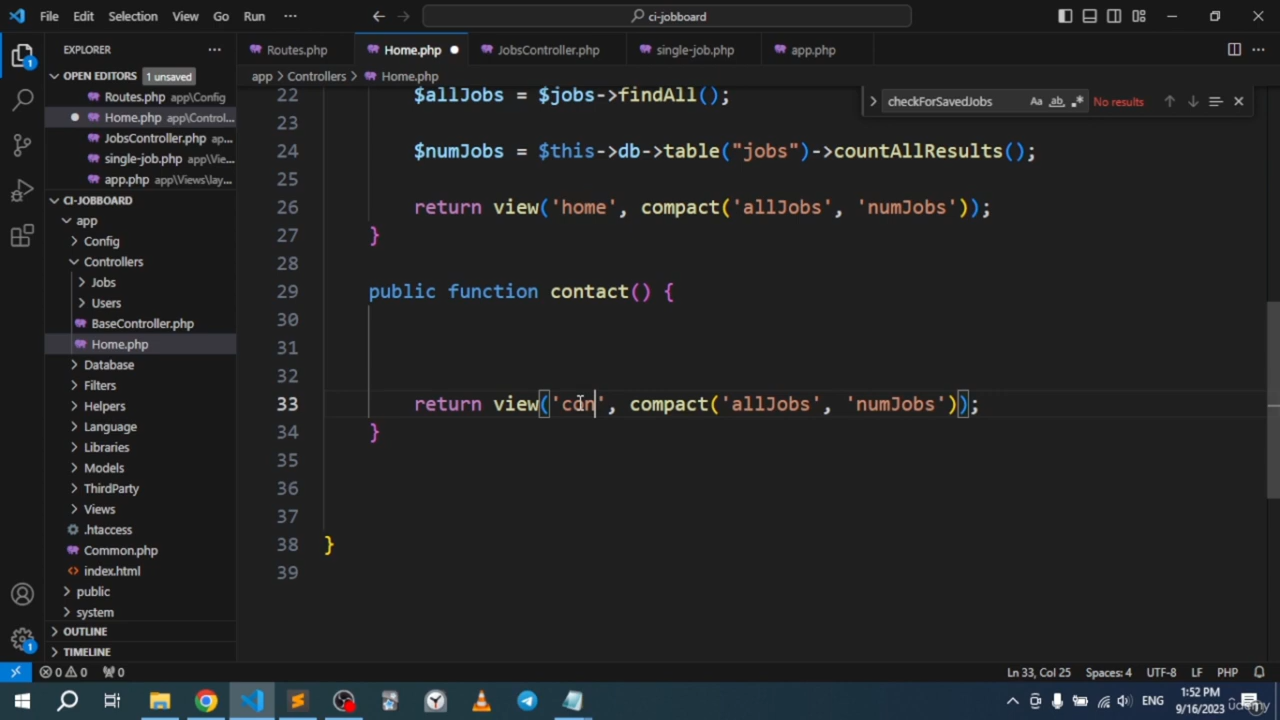 File Edit Selection View Go Run ··· ci-jobboard
EXPLORER ··· Routes.php Home.php JobsController.php single-job.php app.php
OPEN EDITORS 1 unsaved
app > Controllers > Home.php
Routes.php app\Config
Home.php app\Control...
JobsController.php ap...
single-job.php app\Vie...
app.php app\Views\lay...
CI-JOBBOARD
app
Config
Controllers
Jobs
Users
BaseController.php
Home.php
Database
Filters
Helpers
Language
Libraries
Models
ThirdParty
Views
.htaccess
Common.php
index.html
public
system
OUTLINE
TIMELINE
checkForSavedJobs Aa ab .* No results
22 $allJobs = $jobs->findAll();
23
24 $numJobs = $this->db->table("jobs")->countAllResults();
25
26 return view('home', compact('allJobs', 'numJobs'));
27 }
28
29 public function contact() {
30
31
32
33 return view('con', compact('allJobs', 'numJobs'));
34 }
35
36
37
38 }
39
1
1
0 0 0 Ln 33, Col 25 Spaces: 4 UTF-8 LF PHP
ENG 1:52 PM 9/16/2023
udemy